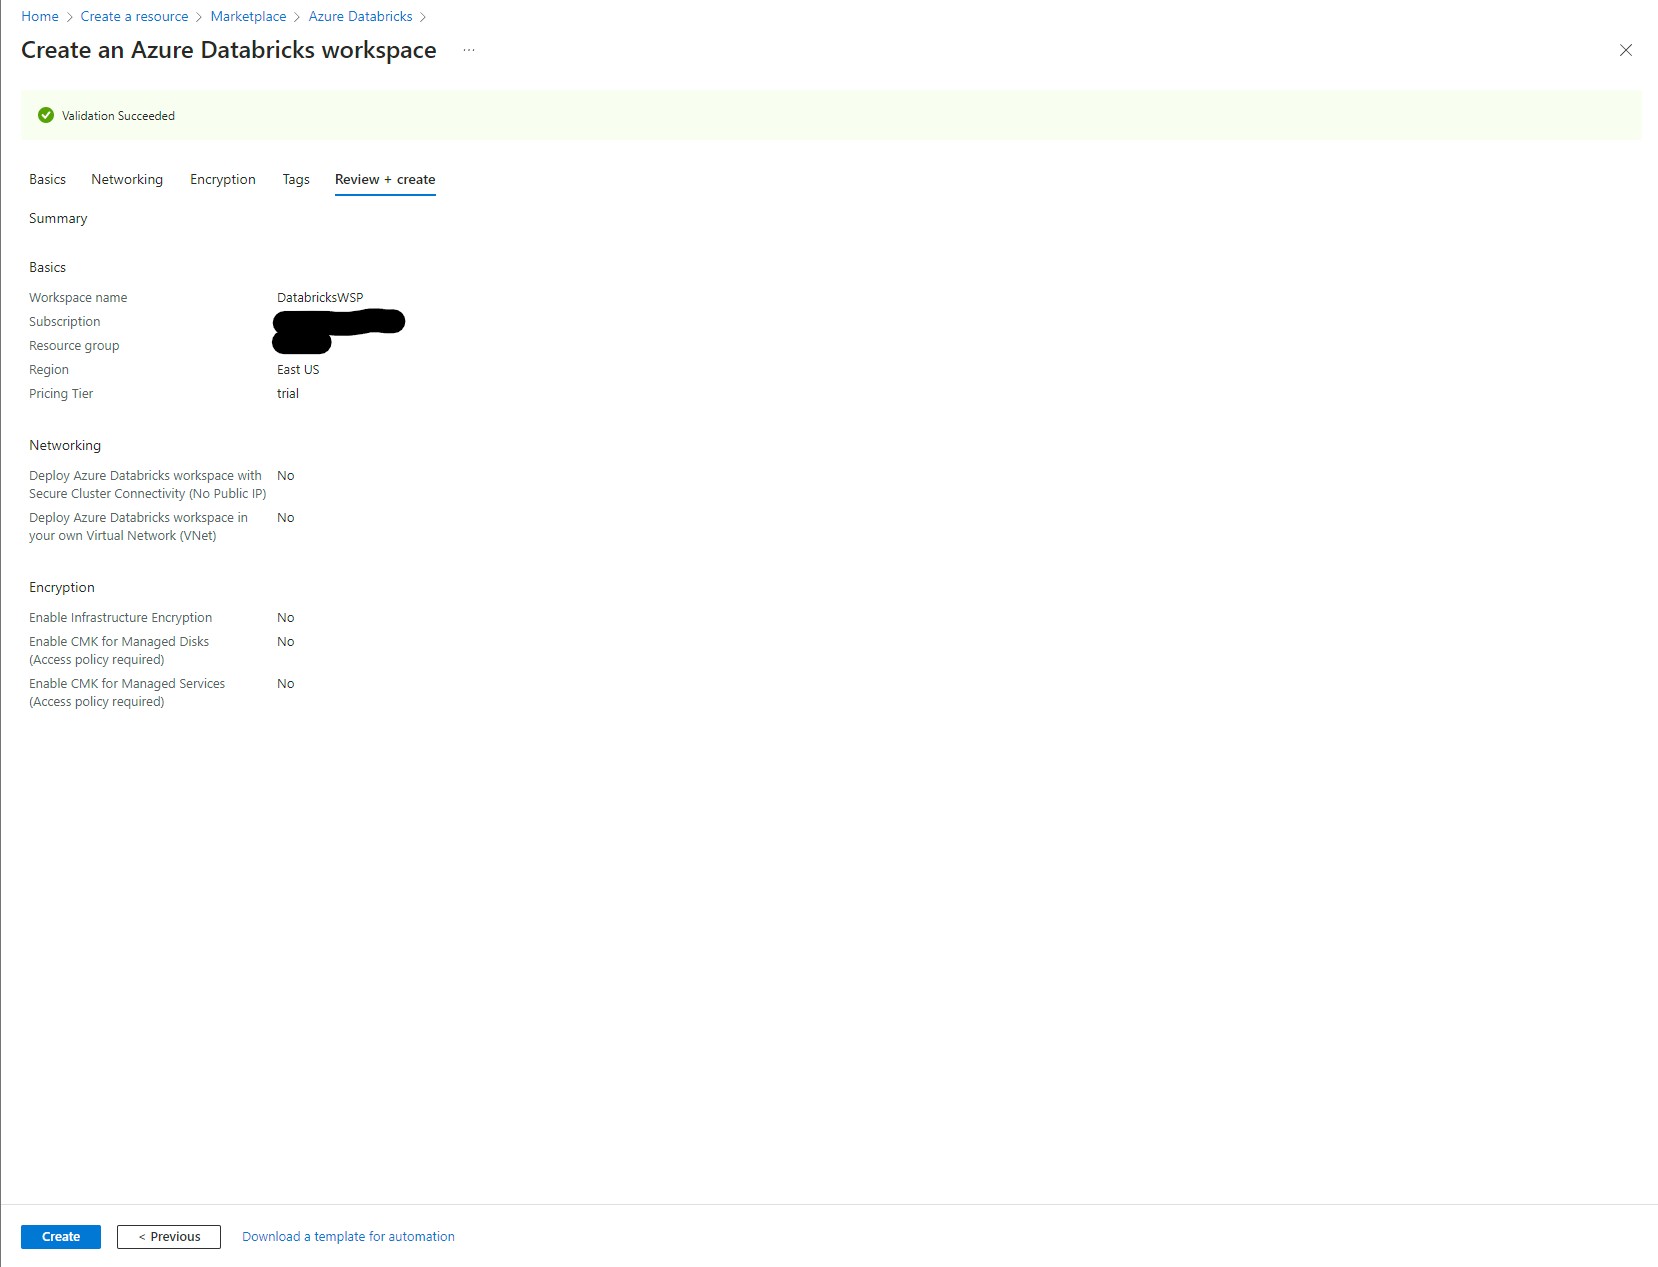 Home > Create a resource > Marketplace > Azure Databricks >
Create an Azure Databricks workspace ...
Validation Succeeded
Basics Networking Encryption Tags Review + create
Summary
Basics
Workspace name DatabricksWSP
Subscription
Resource group
Region East US
Pricing Tier trial
Networking
Deploy Azure Databricks workspace with No
Secure Cluster Connectivity (No Public IP)
Deploy Azure Databricks workspace in No
your own Virtual Network (VNet)
Encryption
Enable Infrastructure Encryption No
Enable CMK for Managed Disks No
(Access policy required)
Enable CMK for Managed Services No
(Access policy required)
Create < Previous Download a template for automation